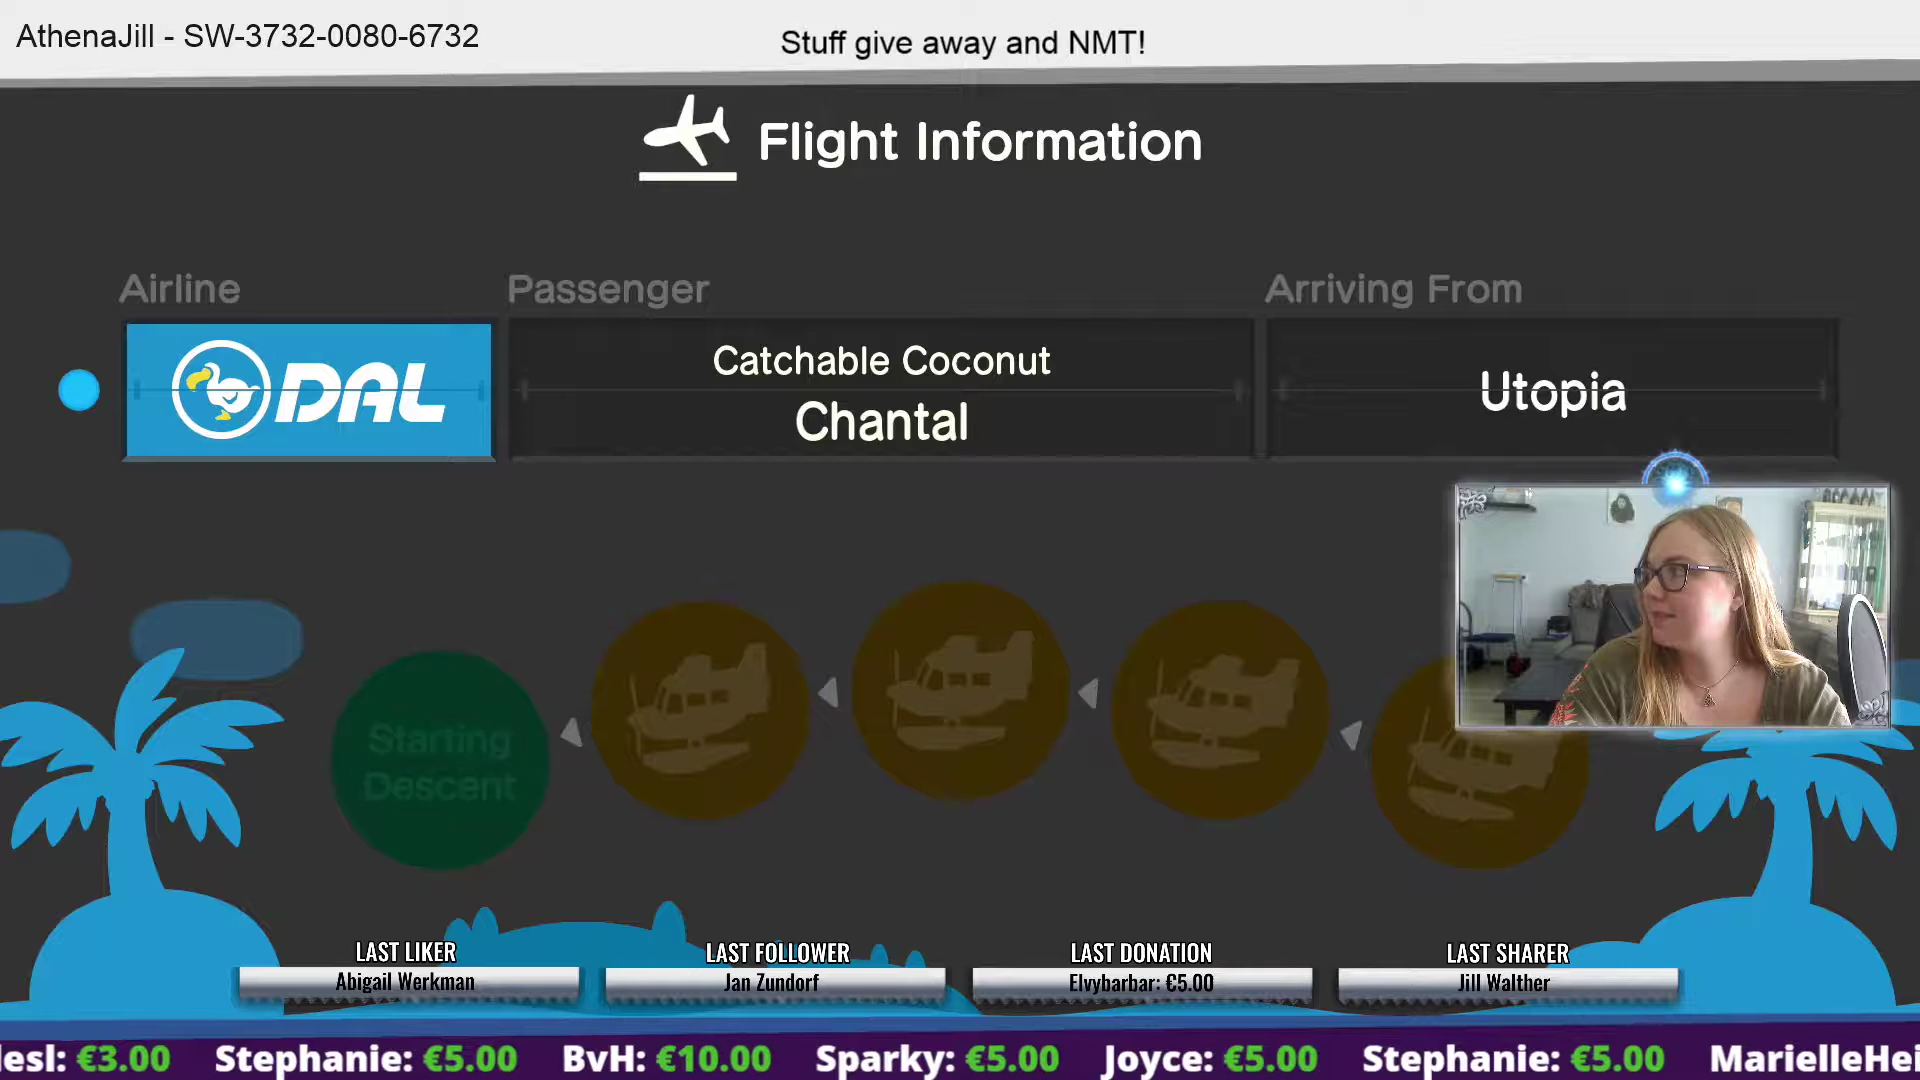 AthenaJill - SW-3732-0080-6732
Stuff give away and NMT!
Flight Information
Airline
Passenger
Arriving From
DAL
Catchable Coconut
Chantal
Utopia
Starting
Descent
LAST LIKER
Abigail Werkman
LAST FOLLOWER
Jan Zundorf
LAST DONATION
Elvybarbar: €5.00
LAST SHARER
Jill Walther
lesl: €3.00 Stephanie: €5.00 BvH: €10.00 Sparky: €5.00 Joyce: €5.00 Stephanie: €5.00 MarielleHei